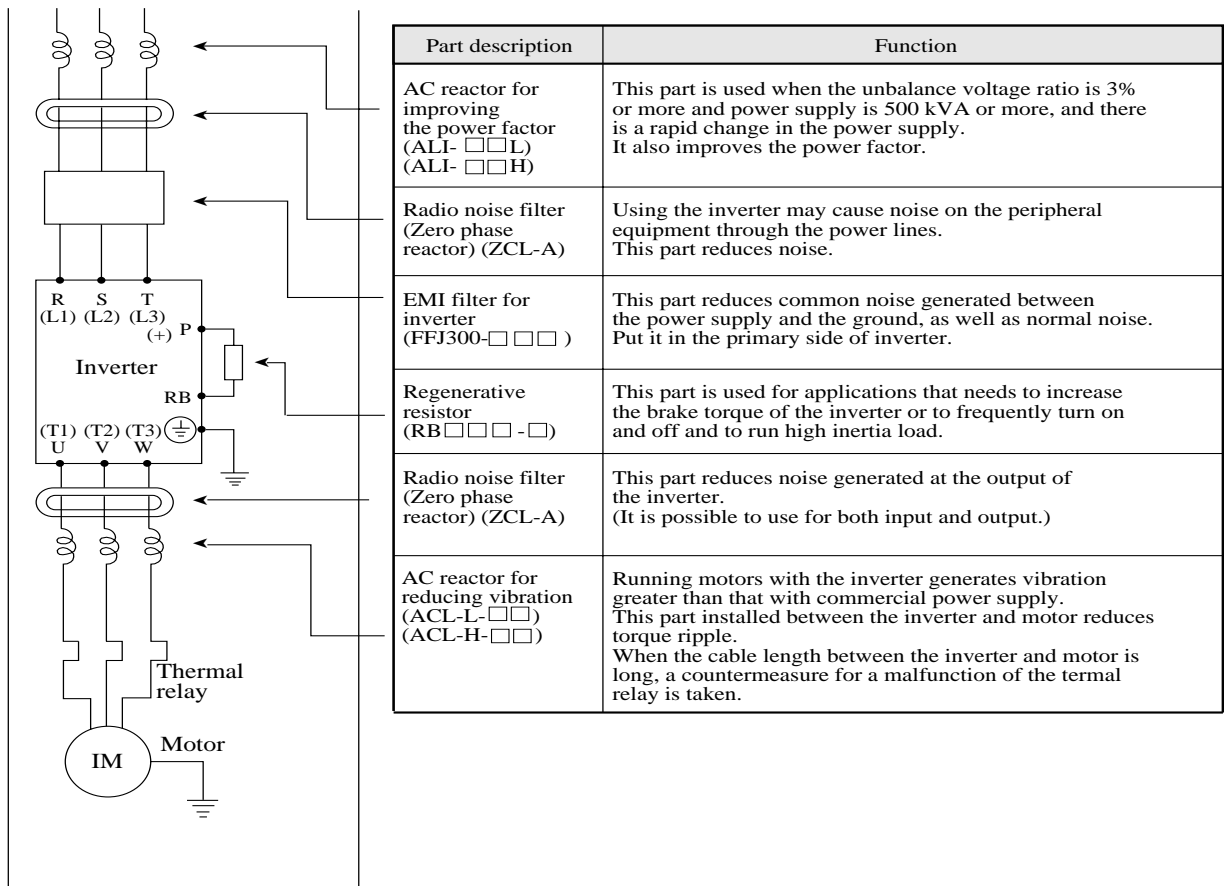 R S T
(L1) (L2) (L3)
(+) P
Inverter
RB
(T1) (T2) (T3)
U V W
Thermal
relay
Motor
IM
Part description Function
AC reactor for
improving
the power factor
(ALI- □□L)
(ALI- □□H)
This part is used when the unbalance voltage ratio is 3%
or more and power supply is 500 kVA or more, and there
is a rapid change in the power supply.
It also improves the power factor.
Radio noise filter
(Zero phase
reactor) (ZCL-A)
Using the inverter may cause noise on the peripheral
equipment through the power lines.
This part reduces noise.
EMI filter for
inverter
(FFJ300-□ □ □ )
This part reduces common noise generated between
the power supply and the ground, as well as normal noise.
Put it in the primary side of inverter.
Regenerative
resistor
(RB□ □ □ -□)
This part is used for applications that needs to increase
the brake torque of the inverter or to frequently turn on
and off and to run high inertia load.
Radio noise filter
(Zero phase
reactor) (ZCL-A)
This part reduces noise generated at the output of
the inverter.
(It is possible to use for both input and output.)
AC reactor for
reducing vibration
(ACL-L-□□)
(ACL-H-□□)
Running motors with the inverter generates vibration
greater than that with commercial power supply.
This part installed between the inverter and motor reduces
torque ripple.
When the cable length between the inverter and motor is
long, a countermeasure for a malfunction of the termal
relay is taken.